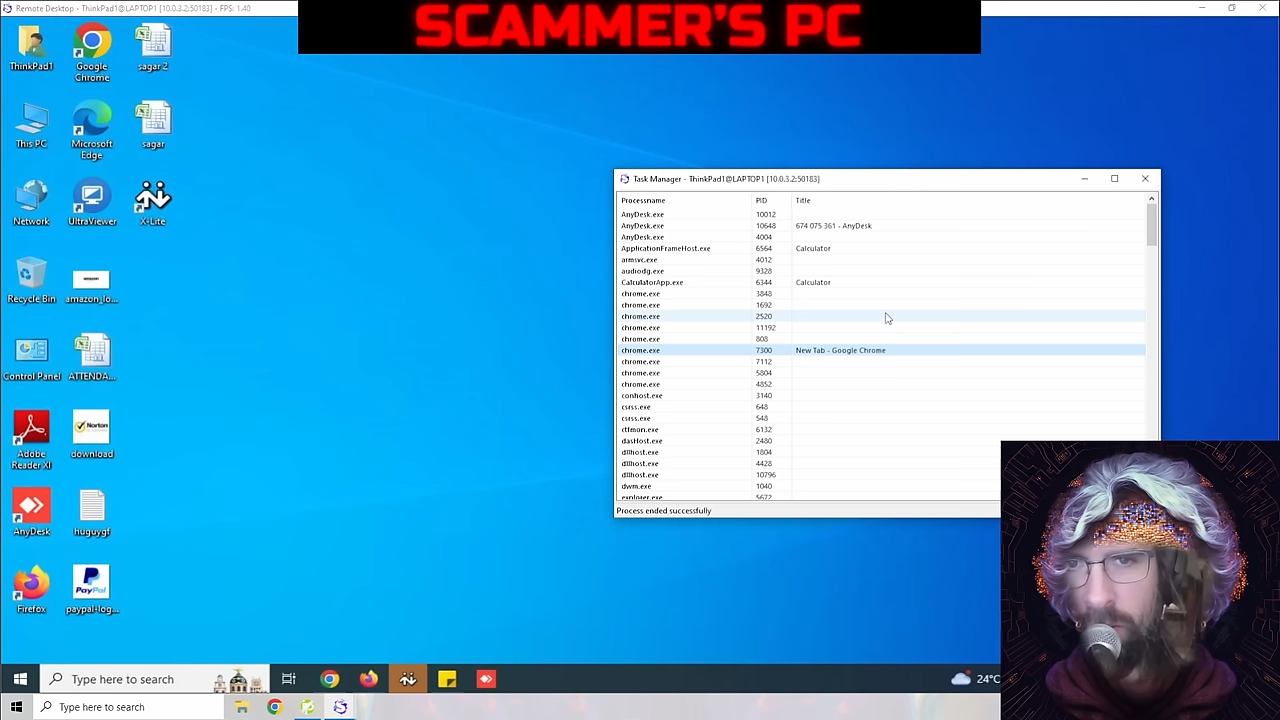 Remote Desktop - ThinkPad1@LAPTOP1 [10.0.3.2:50183] - FPS: 1.40
SCAMMER'S PC
ThinkPad1
Google Chrome
sagar 2
This PC
Microsoft Edge
sagar
Network
UltraViewer
X-Lite
Recycle Bin
amazon_lo...
Control Panel
ATTENDA...
Adobe Reader XI
Norton
download
AnyDesk
huguygf
Firefox
PayPal
paypal-log...
Task Manager - ThinkPad1@LAPTOP1 [10.0.3.2:50183]
Processname PID Title
AnyDesk.exe 10012
AnyDesk.exe 10648 674 075 361 - AnyDesk
AnyDesk.exe 4004
ApplicationFrameHost.exe 6564 Calculator
armsvc.exe 4012
audiodg.exe 9328
CalculatorApp.exe 6344 Calculator
chrome.exe 3848
chrome.exe 1692
chrome.exe 2520
chrome.exe 11192
chrome.exe 808
chrome.exe 7300 New Tab - Google Chrome
chrome.exe 7112
chrome.exe 5804
chrome.exe 4852
conhost.exe 3140
csrss.exe 648
csrss.exe 548
ctfmon.exe 6132
dasHost.exe 2480
dllhost.exe 1804
dllhost.exe 4428
dllhost.exe 10796
dwm.exe 1040
explorer.exe 5672
Process ended successfully
Type here to search
24°C
Type here to search